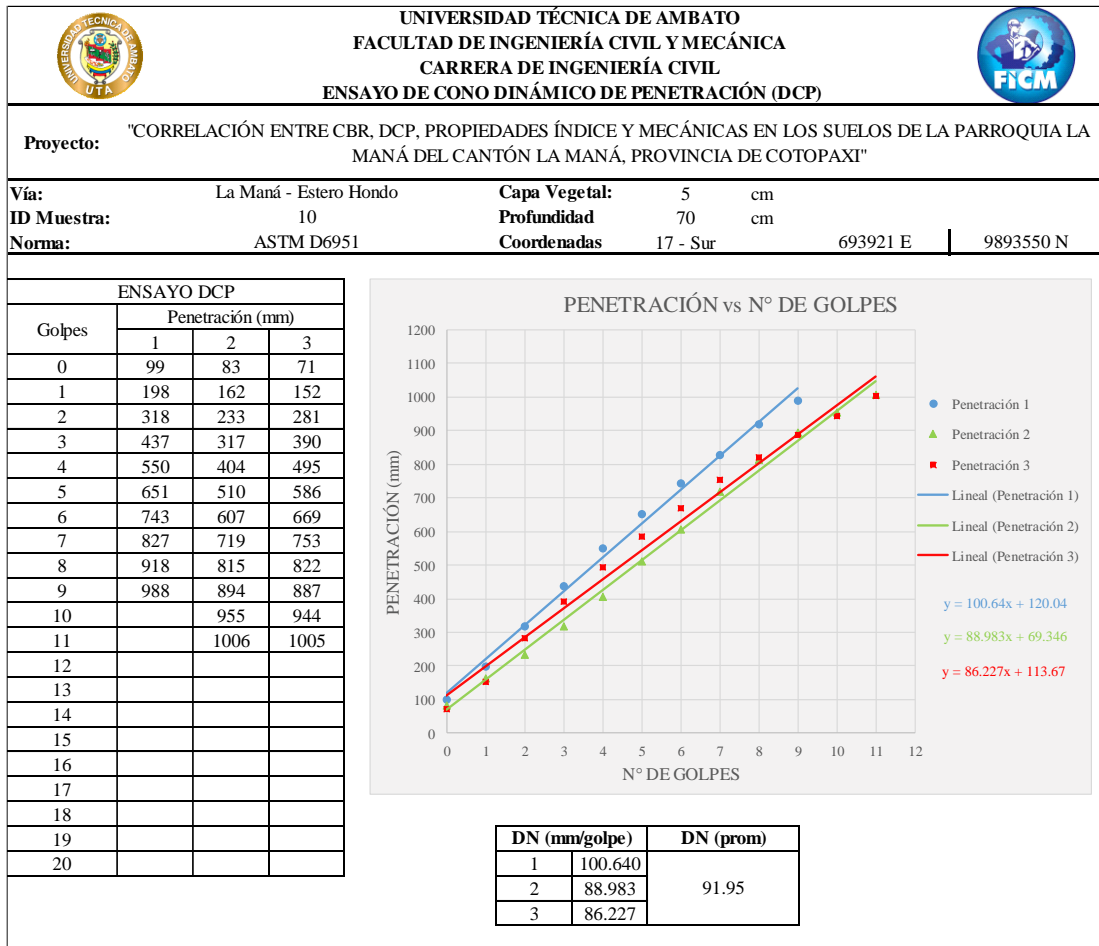 UNIVERSIDAD TÉCNICA DE AMBATO
FACULTAD DE INGENIERÍA CIVIL Y MECÁNICA
CARRERA DE INGENIERÍA CIVIL
ENSAYO DE CONO DINÁMICO DE PENETRACIÓN (DCP)
UNIVERSIDAD TECNICA DE AMBATO
UTA
FICM
Proyecto: "CORRELACIÓN ENTRE CBR, DCP, PROPIEDADES ÍNDICE Y MECÁNICAS EN LOS SUELOS DE LA PARROQUIA LA
MANÁ DEL CANTÓN LA MANÁ, PROVINCIA DE COTOPAXI"
Vía: La Maná - Estero Hondo Capa Vegetal: 5 cm
ID Muestra: 10 Profundidad 70 cm
Norma: ASTM D6951 Coordenadas 17 - Sur 693921 E 9893550 N
ENSAYO DCP
Golpes Penetración (mm)
1 2 3
0 99 83 71
1 198 162 152
2 318 233 281
3 437 317 390
4 550 404 495
5 651 510 586
6 743 607 669
7 827 719 753
8 918 815 822
9 988 894 887
10 955 944
11 1006 1005
12
13
14
15
16
17
18
19
20
PENETRACIÓN vs N° DE GOLPES
PENETRACIÓN (mm)
1200
1100
1000
900
800
700
600
500
400
300
200
100
0
0 1 2 3 4 5 6 7 8 9 10 11 12
N° DE GOLPES
Penetración 1
Penetración 2
Penetración 3
Lineal (Penetración 1)
Lineal (Penetración 2)
Lineal (Penetración 3)
y = 100.64x + 120.04
y = 88.983x + 69.346
y = 86.227x + 113.67
DN (mm/golpe) DN (prom)
1 100.640
2 88.983 91.95
3 86.227